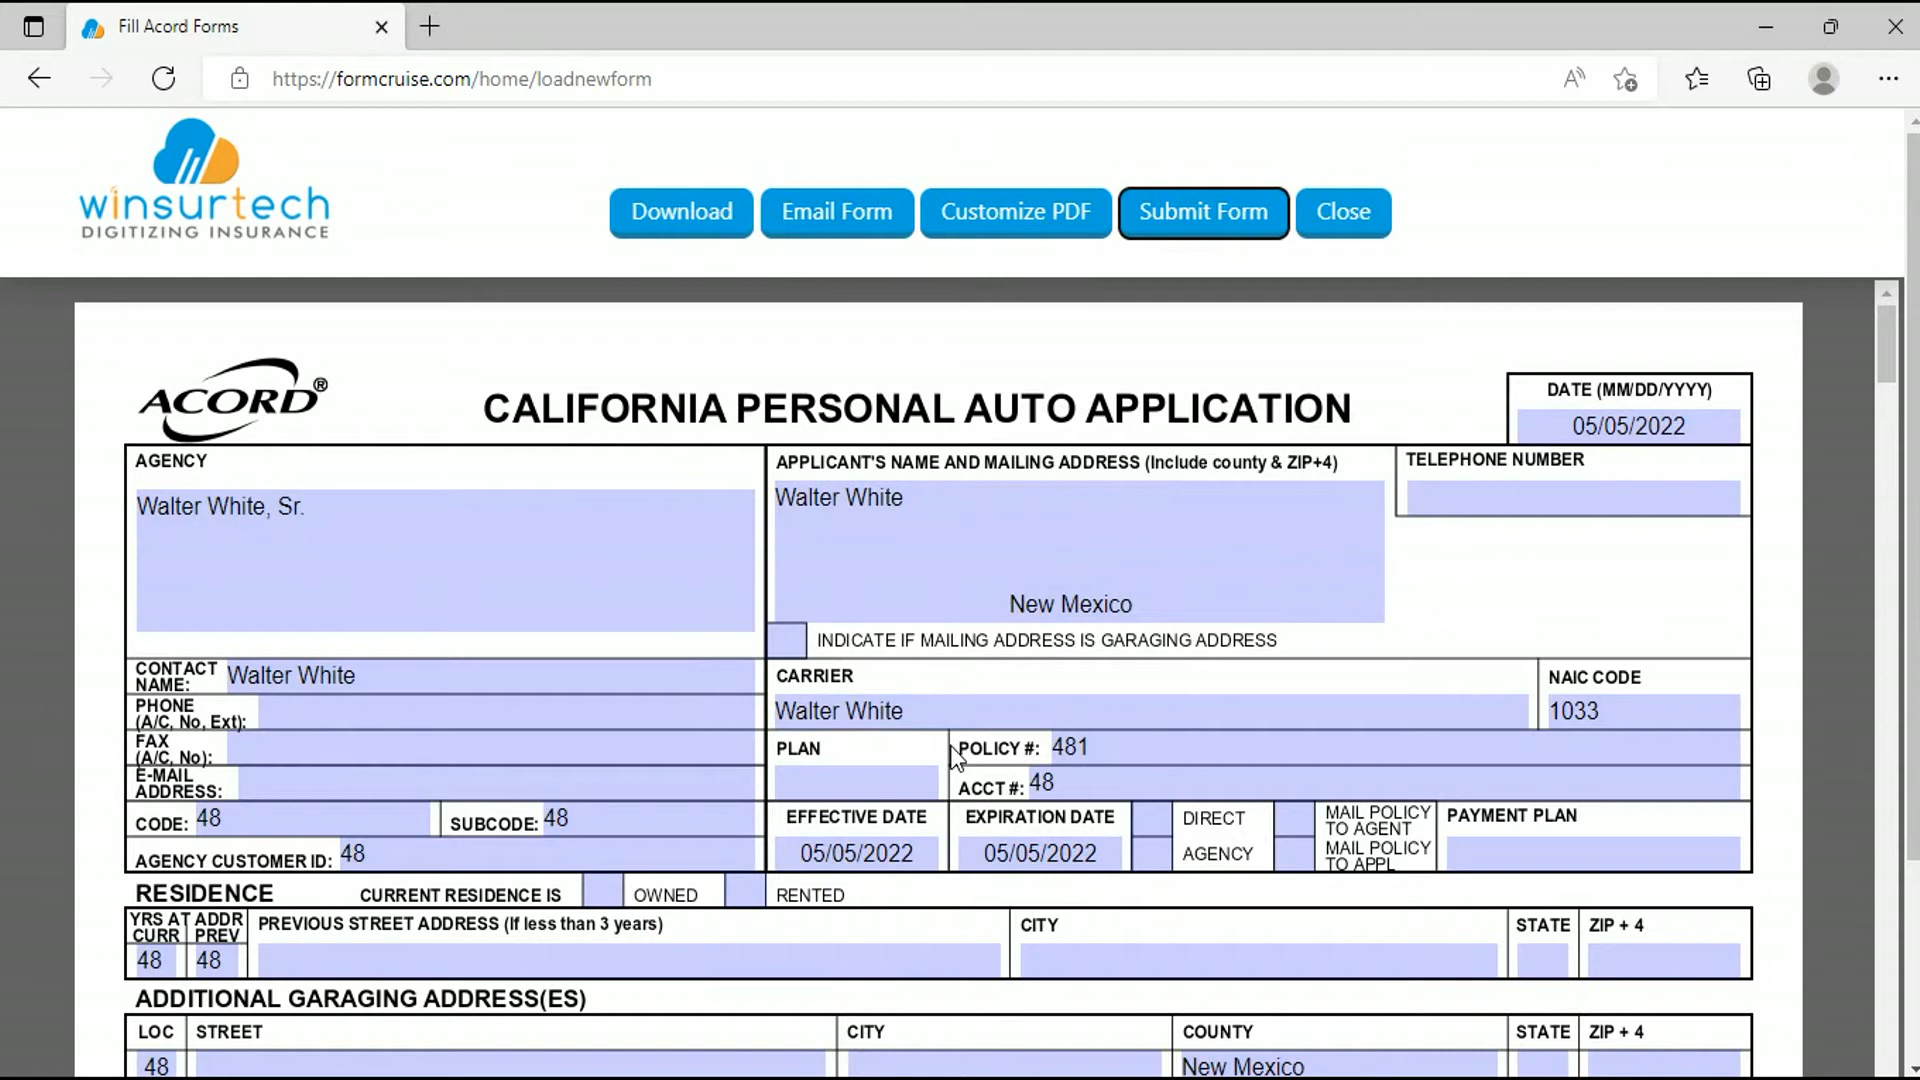 Fill Acord Forms
https://formcruise.com/home/loadnewform
winsurtech
DIGITIZING INSURANCE
Download
Email Form
Customize PDF
Submit Form
Close
ACORD®
CALIFORNIA PERSONAL AUTO APPLICATION
DATE (MM/DD/YYYY)
05/05/2022
AGENCY
Walter White, Sr.
APPLICANT'S NAME AND MAILING ADDRESS (Include county & ZIP+4)
Walter White
New Mexico
TELEPHONE NUMBER
INDICATE IF MAILING ADDRESS IS GARAGING ADDRESS
CONTACT
NAME:
Walter White
PHONE
(A/C, No, Ext):
FAX
(A/C, No):
E-MAIL
ADDRESS:
CODE: 48
SUBCODE: 48
AGENCY CUSTOMER ID: 48
CARRIER
Walter White
NAIC CODE
1033
PLAN
POLICY #: 481
ACCT #: 48
EFFECTIVE DATE
05/05/2022
EXPIRATION DATE
05/05/2022
DIRECT
AGENCY
MAIL POLICY
TO AGENT
MAIL POLICY
TO APPL
PAYMENT PLAN
RESIDENCE
CURRENT RESIDENCE IS
OWNED
RENTED
YRS AT ADDR
CURR PREV
48 48
PREVIOUS STREET ADDRESS (If less than 3 years)
CITY
STATE
ZIP + 4
ADDITIONAL GARAGING ADDRESS(ES)
LOC
STREET
CITY
COUNTY
STATE
ZIP + 4
48
New Mexico